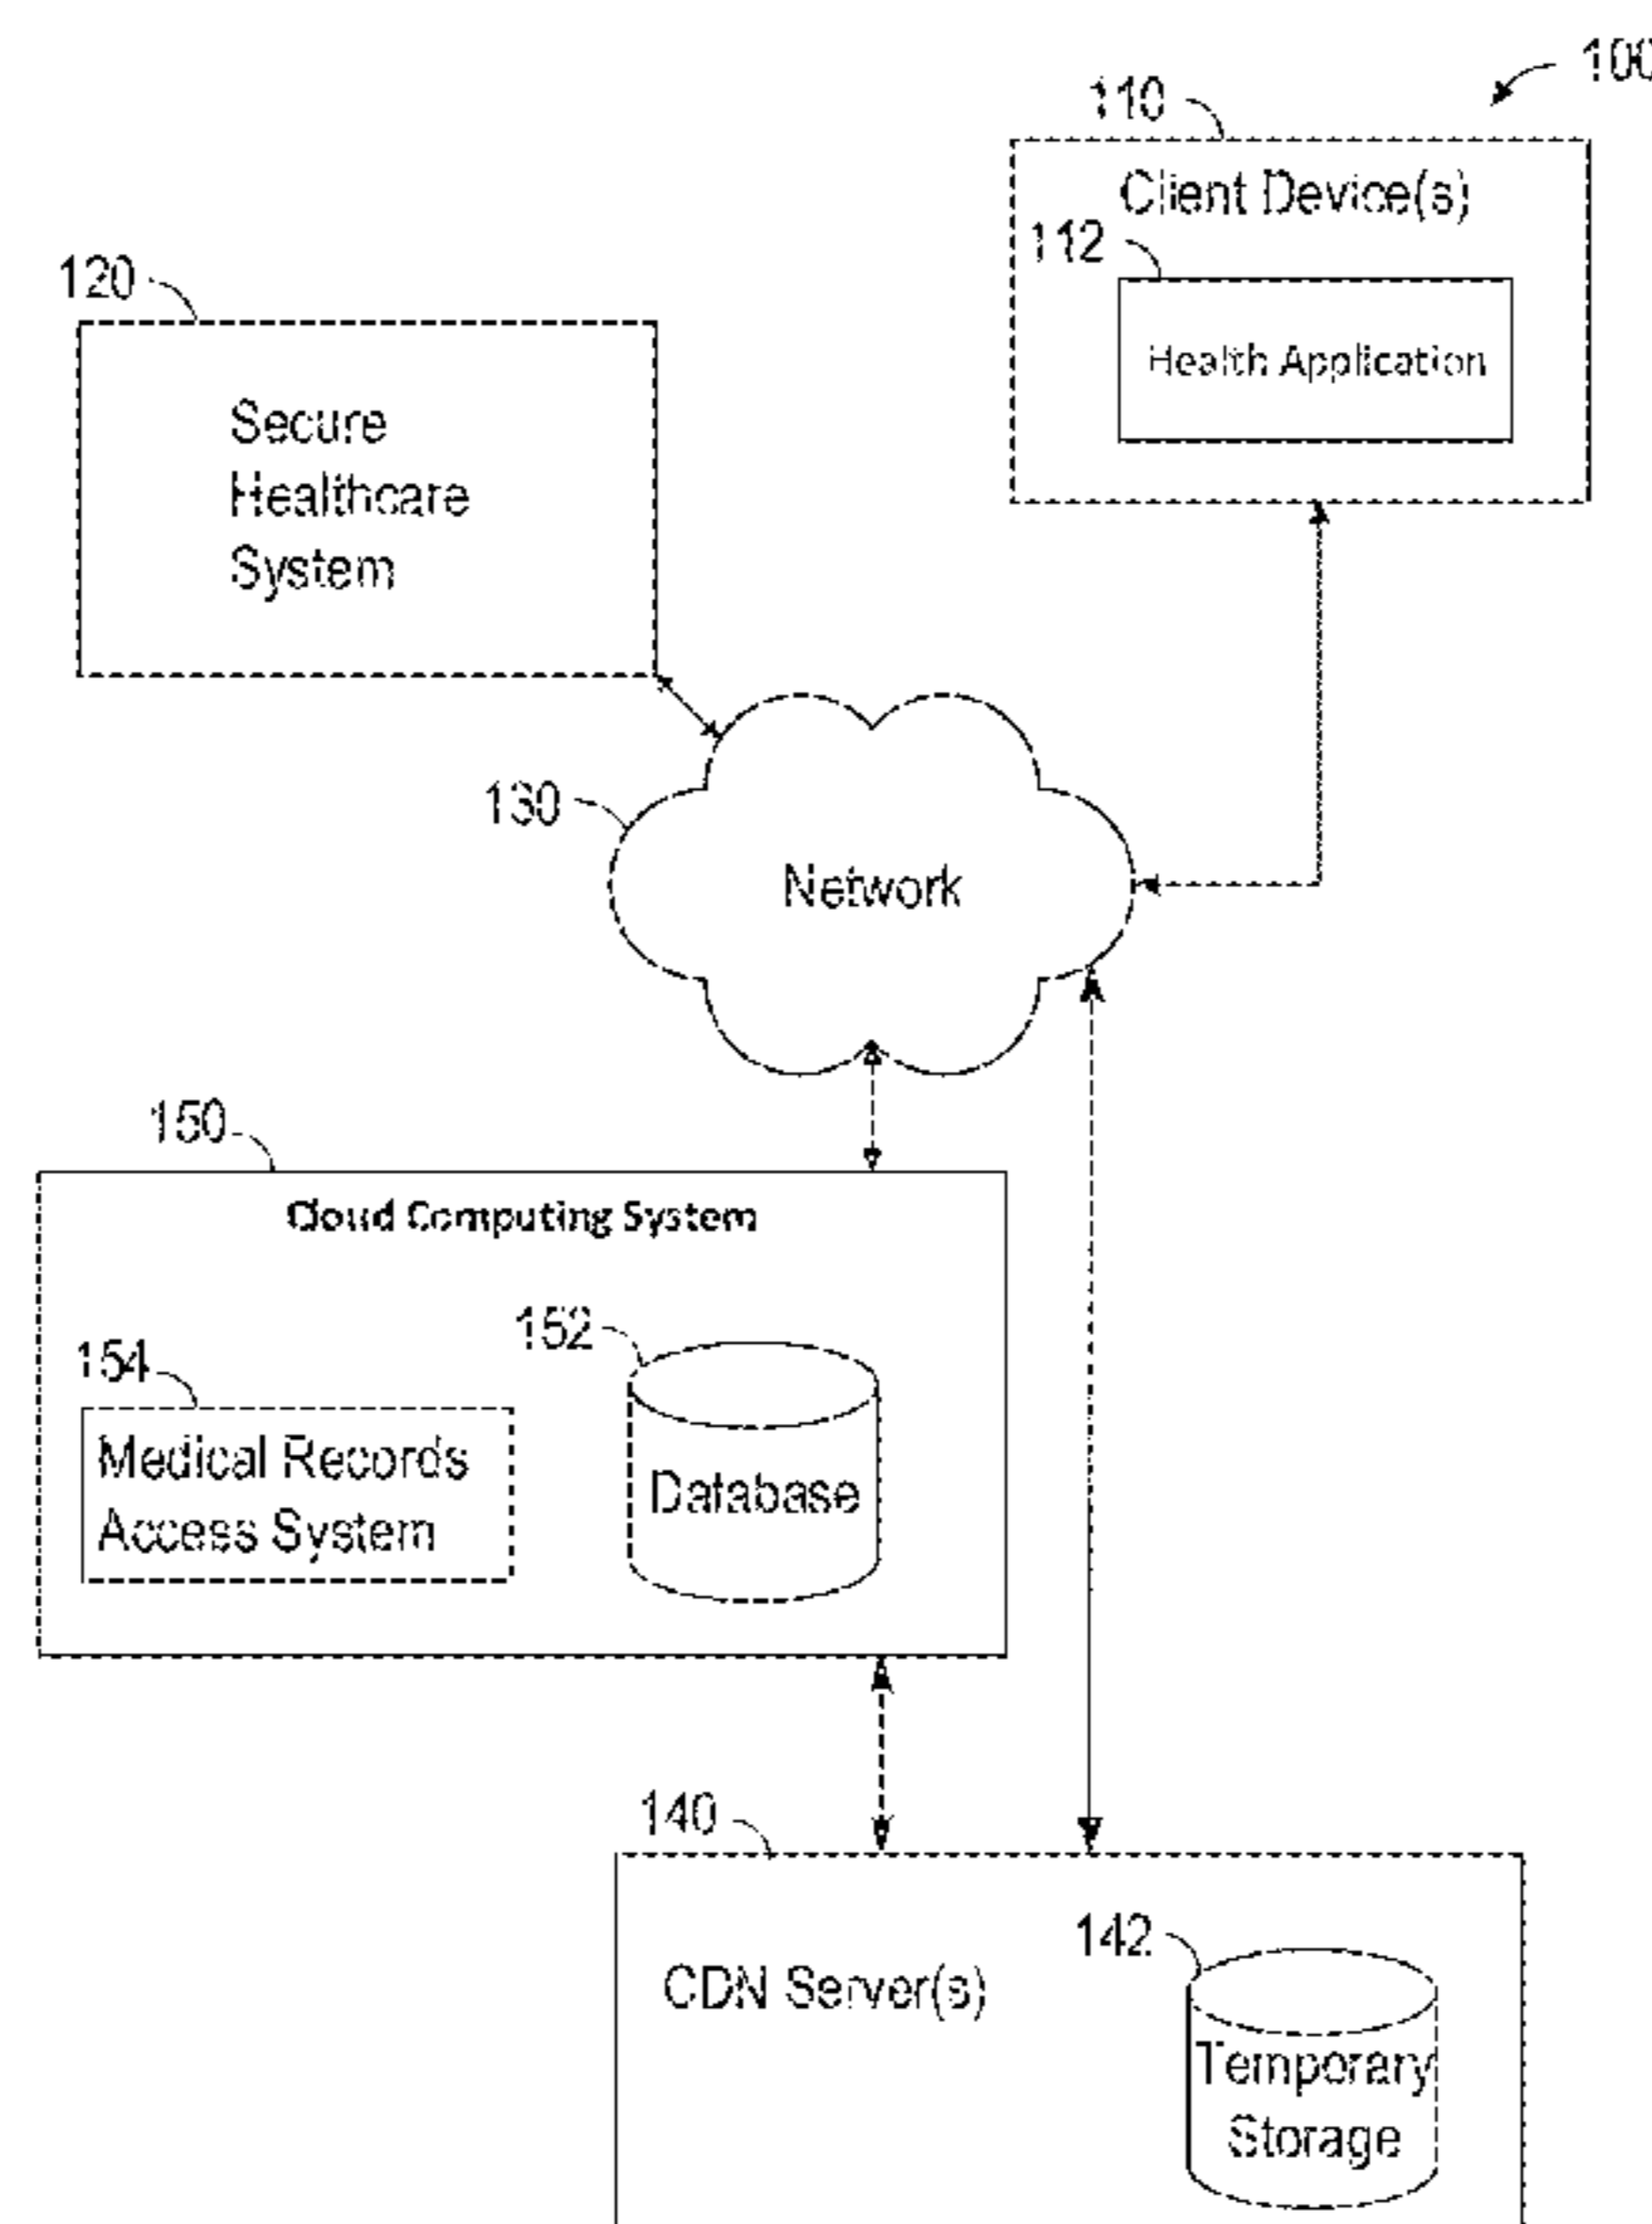 100
110
Client Device(s)
112
Health Application
120
Secure
Healthcare
System
130
Network
150
Cloud Computing System
152
154
Medical Records
Access System
Database
140
142
CDN Server(s)
Temporary
Storage